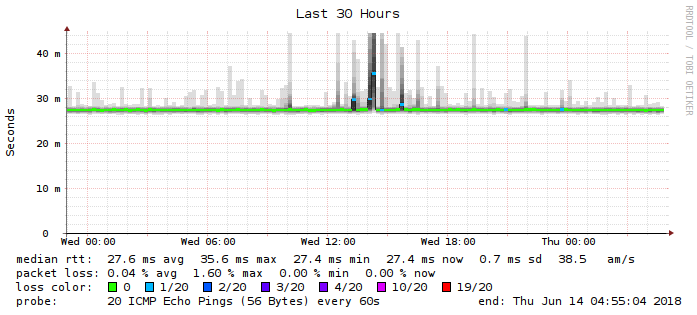 Last 30 Hours
RRDTOOL / TOBI OETIKER
Seconds
40 m
30 m
20 m
10 m
0
Wed 00:00 Wed 06:00 Wed 12:00 Wed 18:00 Thu 00:00
median rtt: 27.6 ms avg 35.6 ms max 27.4 ms min 27.4 ms now 0.7 ms sd 38.5 am/s
packet loss: 0.04 % avg 1.60 % max 0.00 % min 0.00 % now
loss color: 0 1/20 2/20 3/20 4/20 10/20 19/20
probe: 20 ICMP Echo Pings (56 Bytes) every 60s end: Thu Jun 14 04:55:04 2018